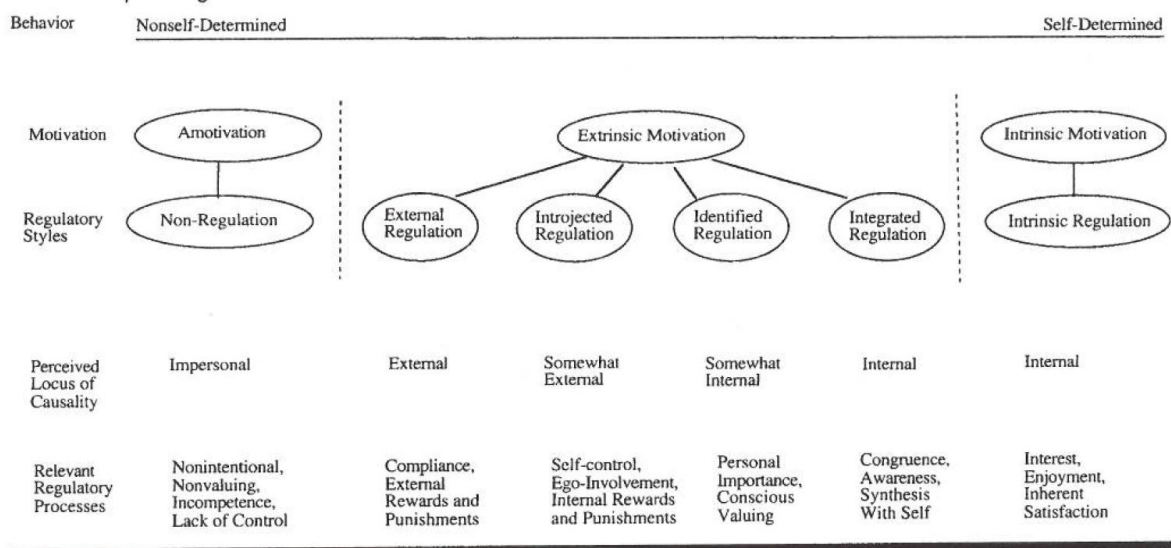 Behavior Nonself-Determined Self-Determined
Motivation Amotivation Extrinsic Motivation Intrinsic Motivation
Regulatory
Styles
Non-Regulation
External
Regulation
Introjected
Regulation
Identified
Regulation
Integrated
Regulation
Intrinsic Regulation
Perceived
Locus of
Causality
Impersonal
External
Somewhat
External
Somewhat
Internal
Internal
Internal
Relevant
Regulatory
Processes
Nonintentional,
Nonvaluing,
Incompetence,
Lack of Control
Compliance,
External
Rewards and
Punishments
Self-control,
Ego-Involvement,
Internal Rewards
and Punishments
Personal
Importance,
Conscious
Valuing
Congruence,
Awareness,
Synthesis
With Self
Interest,
Enjoyment,
Inherent
Satisfaction